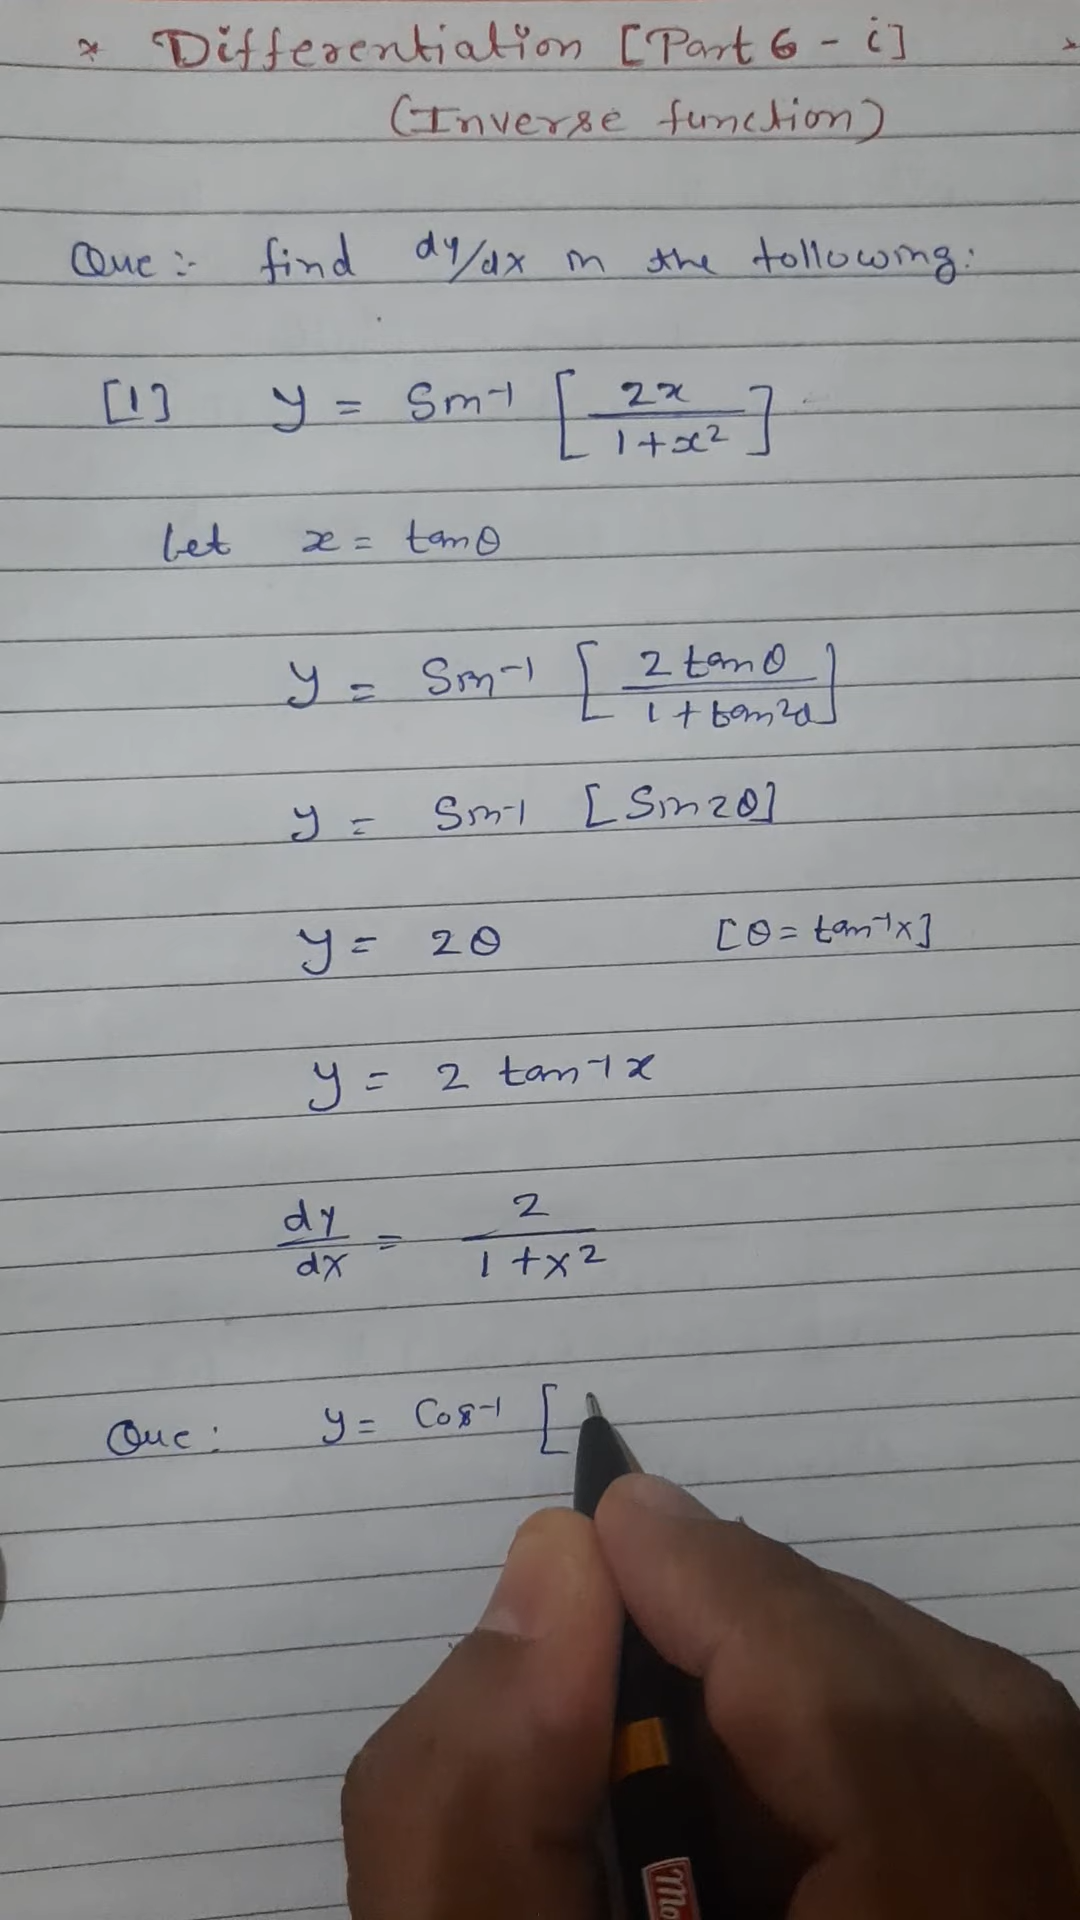 * Differentiation [Part 6 - i]
(Inverse function)
Que :- find dy/dx in the following:
[1] y = Sin-1 [ 2x / 1+x2 ]
Let x = tanθ
y = Sin-1 [ 2 tanθ / 1 + tan2θ ]
y = Sin-1 [ Sin2θ ]
y = 2θ [θ = tan-1x]
y = 2 tan-1 x
dy/dx = 2 / 1+x2
Que: y = Cos-1 [